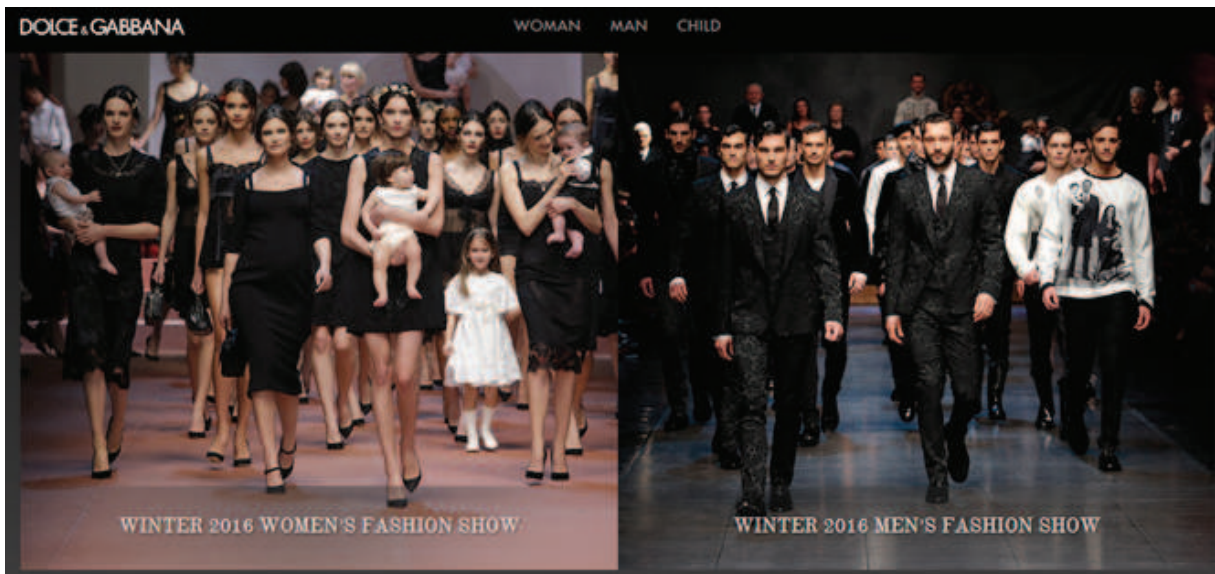 DOLCE & GABBANA
WOMAN MAN CHILD
WINTER 2016 WOMEN'S FASHION SHOW
WINTER 2016 MEN'S FASHION SHOW